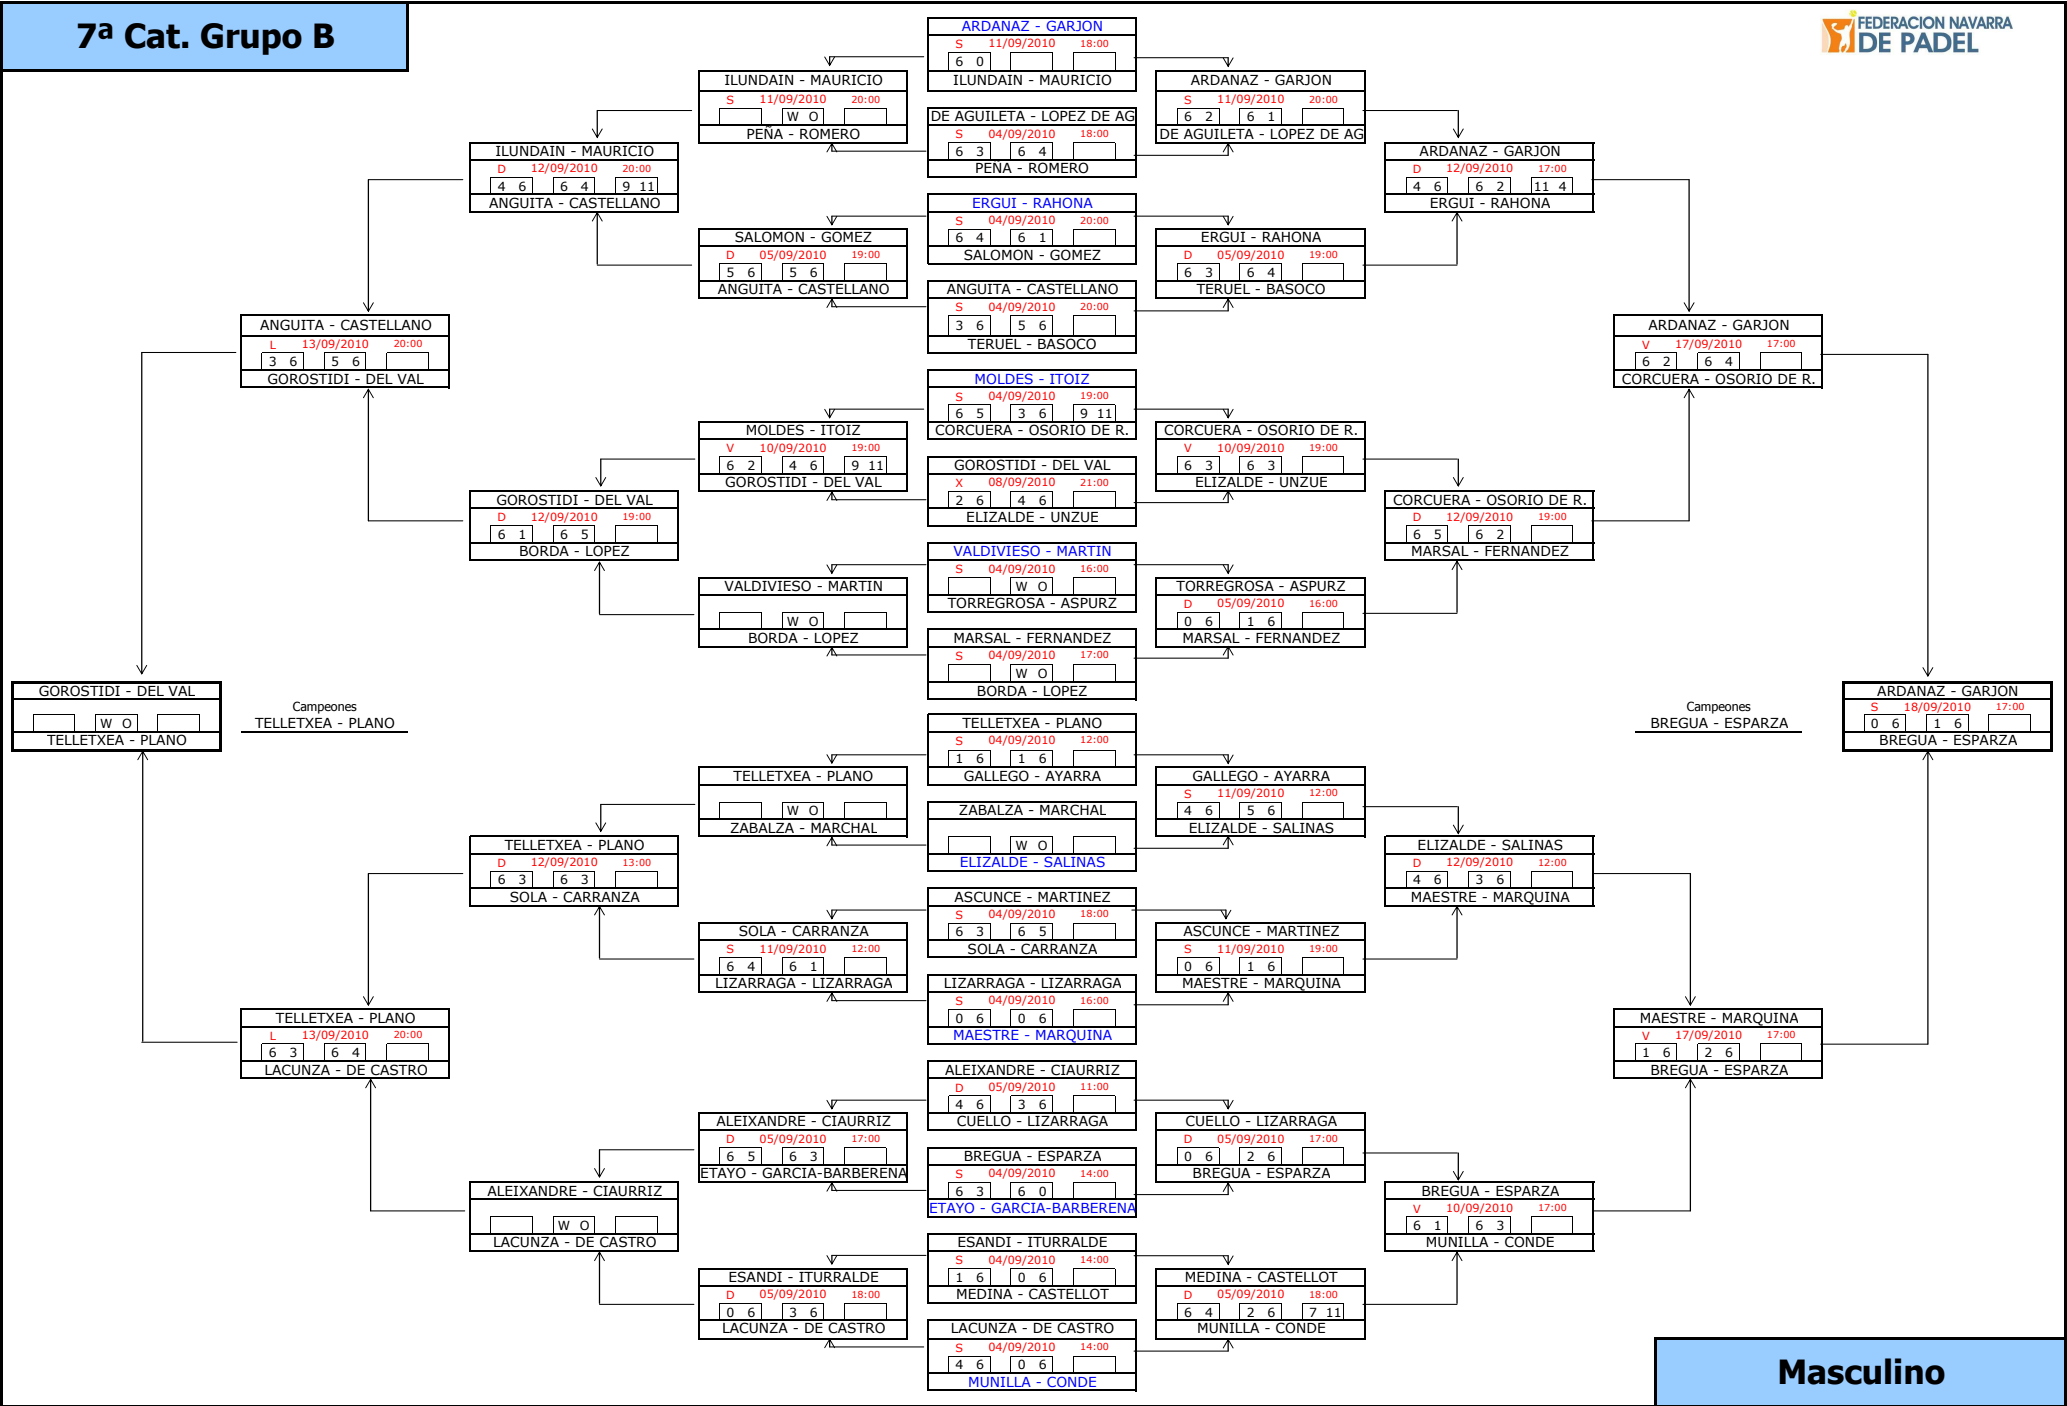 7ª Cat. Grupo B
FEDERACION NAVARRA
DE PADEL
GOROSTIDI - DEL VAL
W O
TELLETXEA - PLANO
Campeones
TELLETXEA - PLANO
ANGUITA - CASTELLANO
L 13/09/2010 20:00
3 6 5 6
GOROSTIDI - DEL VAL
TELLETXEA - PLANO
L 13/09/2010 20:00
6 3 6 4
LACUNZA - DE CASTRO
ILUNDAIN - MAURICIO
D 12/09/2010 20:00
4 6 6 4 9 11
ANGUITA - CASTELLANO
GOROSTIDI - DEL VAL
D 12/09/2010 19:00
6 1 6 5
BORDA - LOPEZ
TELLETXEA - PLANO
D 12/09/2010 13:00
6 3 6 3
SOLA - CARRANZA
ALEIXANDRE - CIAURRIZ
W O
LACUNZA - DE CASTRO
ILUNDAIN - MAURICIO
S 11/09/2010 20:00
W O
PEÑA - ROMERO
SALOMON - GOMEZ
D 05/09/2010 19:00
5 6 5 6
ANGUITA - CASTELLANO
MOLDES - ITOIZ
V 10/09/2010 19:00
6 2 4 6 9 11
GOROSTIDI - DEL VAL
VALDIVIESO - MARTIN
W O
BORDA - LOPEZ
TELLETXEA - PLANO
W O
ZABALZA - MARCHAL
SOLA - CARRANZA
S 11/09/2010 12:00
6 4 6 1
LIZARRAGA - LIZARRAGA
ALEIXANDRE - CIAURRIZ
D 05/09/2010 17:00
6 5 6 3
ETAYO - GARCIA-BARBERENA
ESANDI - ITURRALDE
D 05/09/2010 18:00
0 6 3 6
LACUNZA - DE CASTRO
ARDANAZ - GARJON
S 11/09/2010 18:00
6 0
ILUNDAIN - MAURICIO
DE AGUILETA - LOPEZ DE AG
S 04/09/2010 18:00
6 3 6 4
PEÑA - ROMERO
ERGUI - RAHONA
S 04/09/2010 20:00
6 4 6 1
SALOMON - GOMEZ
ANGUITA - CASTELLANO
S 04/09/2010 20:00
3 6 5 6
TERUEL - BASOCO
MOLDES - ITOIZ
S 04/09/2010 19:00
6 5 3 6 9 11
CORCUERA - OSORIO DE R.
GOROSTIDI - DEL VAL
X 08/09/2010 21:00
2 6 4 6
ELIZALDE - UNZUE
VALDIVIESO - MARTIN
S 04/09/2010 16:00
W O
TORREGROSA - ASPURZ
MARSAL - FERNANDEZ
S 04/09/2010 17:00
W O
BORDA - LOPEZ
TELLETXEA - PLANO
S 04/09/2010 12:00
1 6 1 6
GALLEGO - AYARRA
ZABALZA - MARCHAL
W O
ELIZALDE - SALINAS
ASCUNCE - MARTINEZ
S 04/09/2010 18:00
6 3 6 5
SOLA - CARRANZA
LIZARRAGA - LIZARRAGA
S 04/09/2010 16:00
0 6 0 6
MAESTRE - MARQUINA
ALEIXANDRE - CIAURRIZ
D 05/09/2010 11:00
4 6 3 6
CUELLO - LIZARRAGA
BREGUA - ESPARZA
S 04/09/2010 14:00
6 3 6 0
ETAYO - GARCIA-BARBERENA
ESANDI - ITURRALDE
S 04/09/2010 14:00
1 6 0 6
MEDINA - CASTELLOT
LACUNZA - DE CASTRO
S 04/09/2010 14:00
4 6 0 6
MUNILLA - CONDE
ARDANAZ - GARJON
S 11/09/2010 20:00
6 2 6 1
DE AGUILETA - LOPEZ DE AG
ERGUI - RAHONA
D 05/09/2010 19:00
6 3 6 4
TERUEL - BASOCO
CORCUERA - OSORIO DE R.
V 10/09/2010 19:00
6 3 6 3
ELIZALDE - UNZUE
TORREGROSA - ASPURZ
D 05/09/2010 16:00
0 6 1 6
MARSAL - FERNANDEZ
GALLEGO - AYARRA
S 11/09/2010 12:00
4 6 5 6
ELIZALDE - SALINAS
ASCUNCE - MARTINEZ
S 11/09/2010 19:00
0 6 1 6
MAESTRE - MARQUINA
CUELLO - LIZARRAGA
D 05/09/2010 17:00
0 6 2 6
BREGUA - ESPARZA
MEDINA - CASTELLOT
D 05/09/2010 18:00
6 4 2 6 7 11
MUNILLA - CONDE
ARDANAZ - GARJON
D 12/09/2010 17:00
4 6 6 2 11 4
ERGUI - RAHONA
CORCUERA - OSORIO DE R.
D 12/09/2010 19:00
6 5 6 2
MARSAL - FERNANDEZ
ELIZALDE - SALINAS
D 12/09/2010 12:00
4 6 3 6
MAESTRE - MARQUINA
BREGUA - ESPARZA
V 10/09/2010 17:00
6 1 6 3
MUNILLA - CONDE
ARDANAZ - GARJON
V 17/09/2010 17:00
6 2 6 4
CORCUERA - OSORIO DE R.
MAESTRE - MARQUINA
V 17/09/2010 17:00
1 6 2 6
BREGUA - ESPARZA
Campeones
BREGUA - ESPARZA
ARDANAZ - GARJON
S 18/09/2010 17:00
0 6 1 6
BREGUA - ESPARZA
Masculino